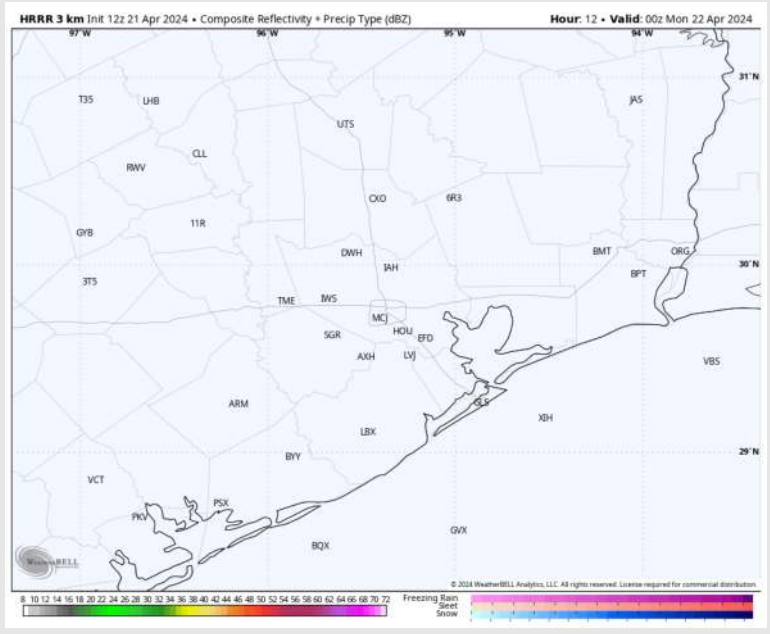 HRRR 3 km Init 12z 21 Apr 2024 • Composite Reflectivity + Precip Type (dBZ) Hour: 12 • Valid: 00z Mon 22 Apr 2024
97°W 96°W 95°W 94°W
31°N
T35 LHB JAS
UTS
CLL
RWV
CXO 6R3
11R
GYB
DWH BMT ORG
IAH 30°N
BPT
3T5
TME IWS
MCJ
SGR HOU EFD
AXH LVJ VBS
ARM GLS
LBX XIH
BYY 29°N
VCT
PKV PSX
BQX GVX
WeatherBELL
© 2024 WeatherBELL Analytics, LLC. All rights reserved. License required for commercial distribution.
8 10 12 14 16 18 20 22 24 26 28 30 32 34 36 38 40 42 44 46 48 50 52 54 56 58 60 62 64 66 68 70 72
Freezing Rain
Sleet
Snow